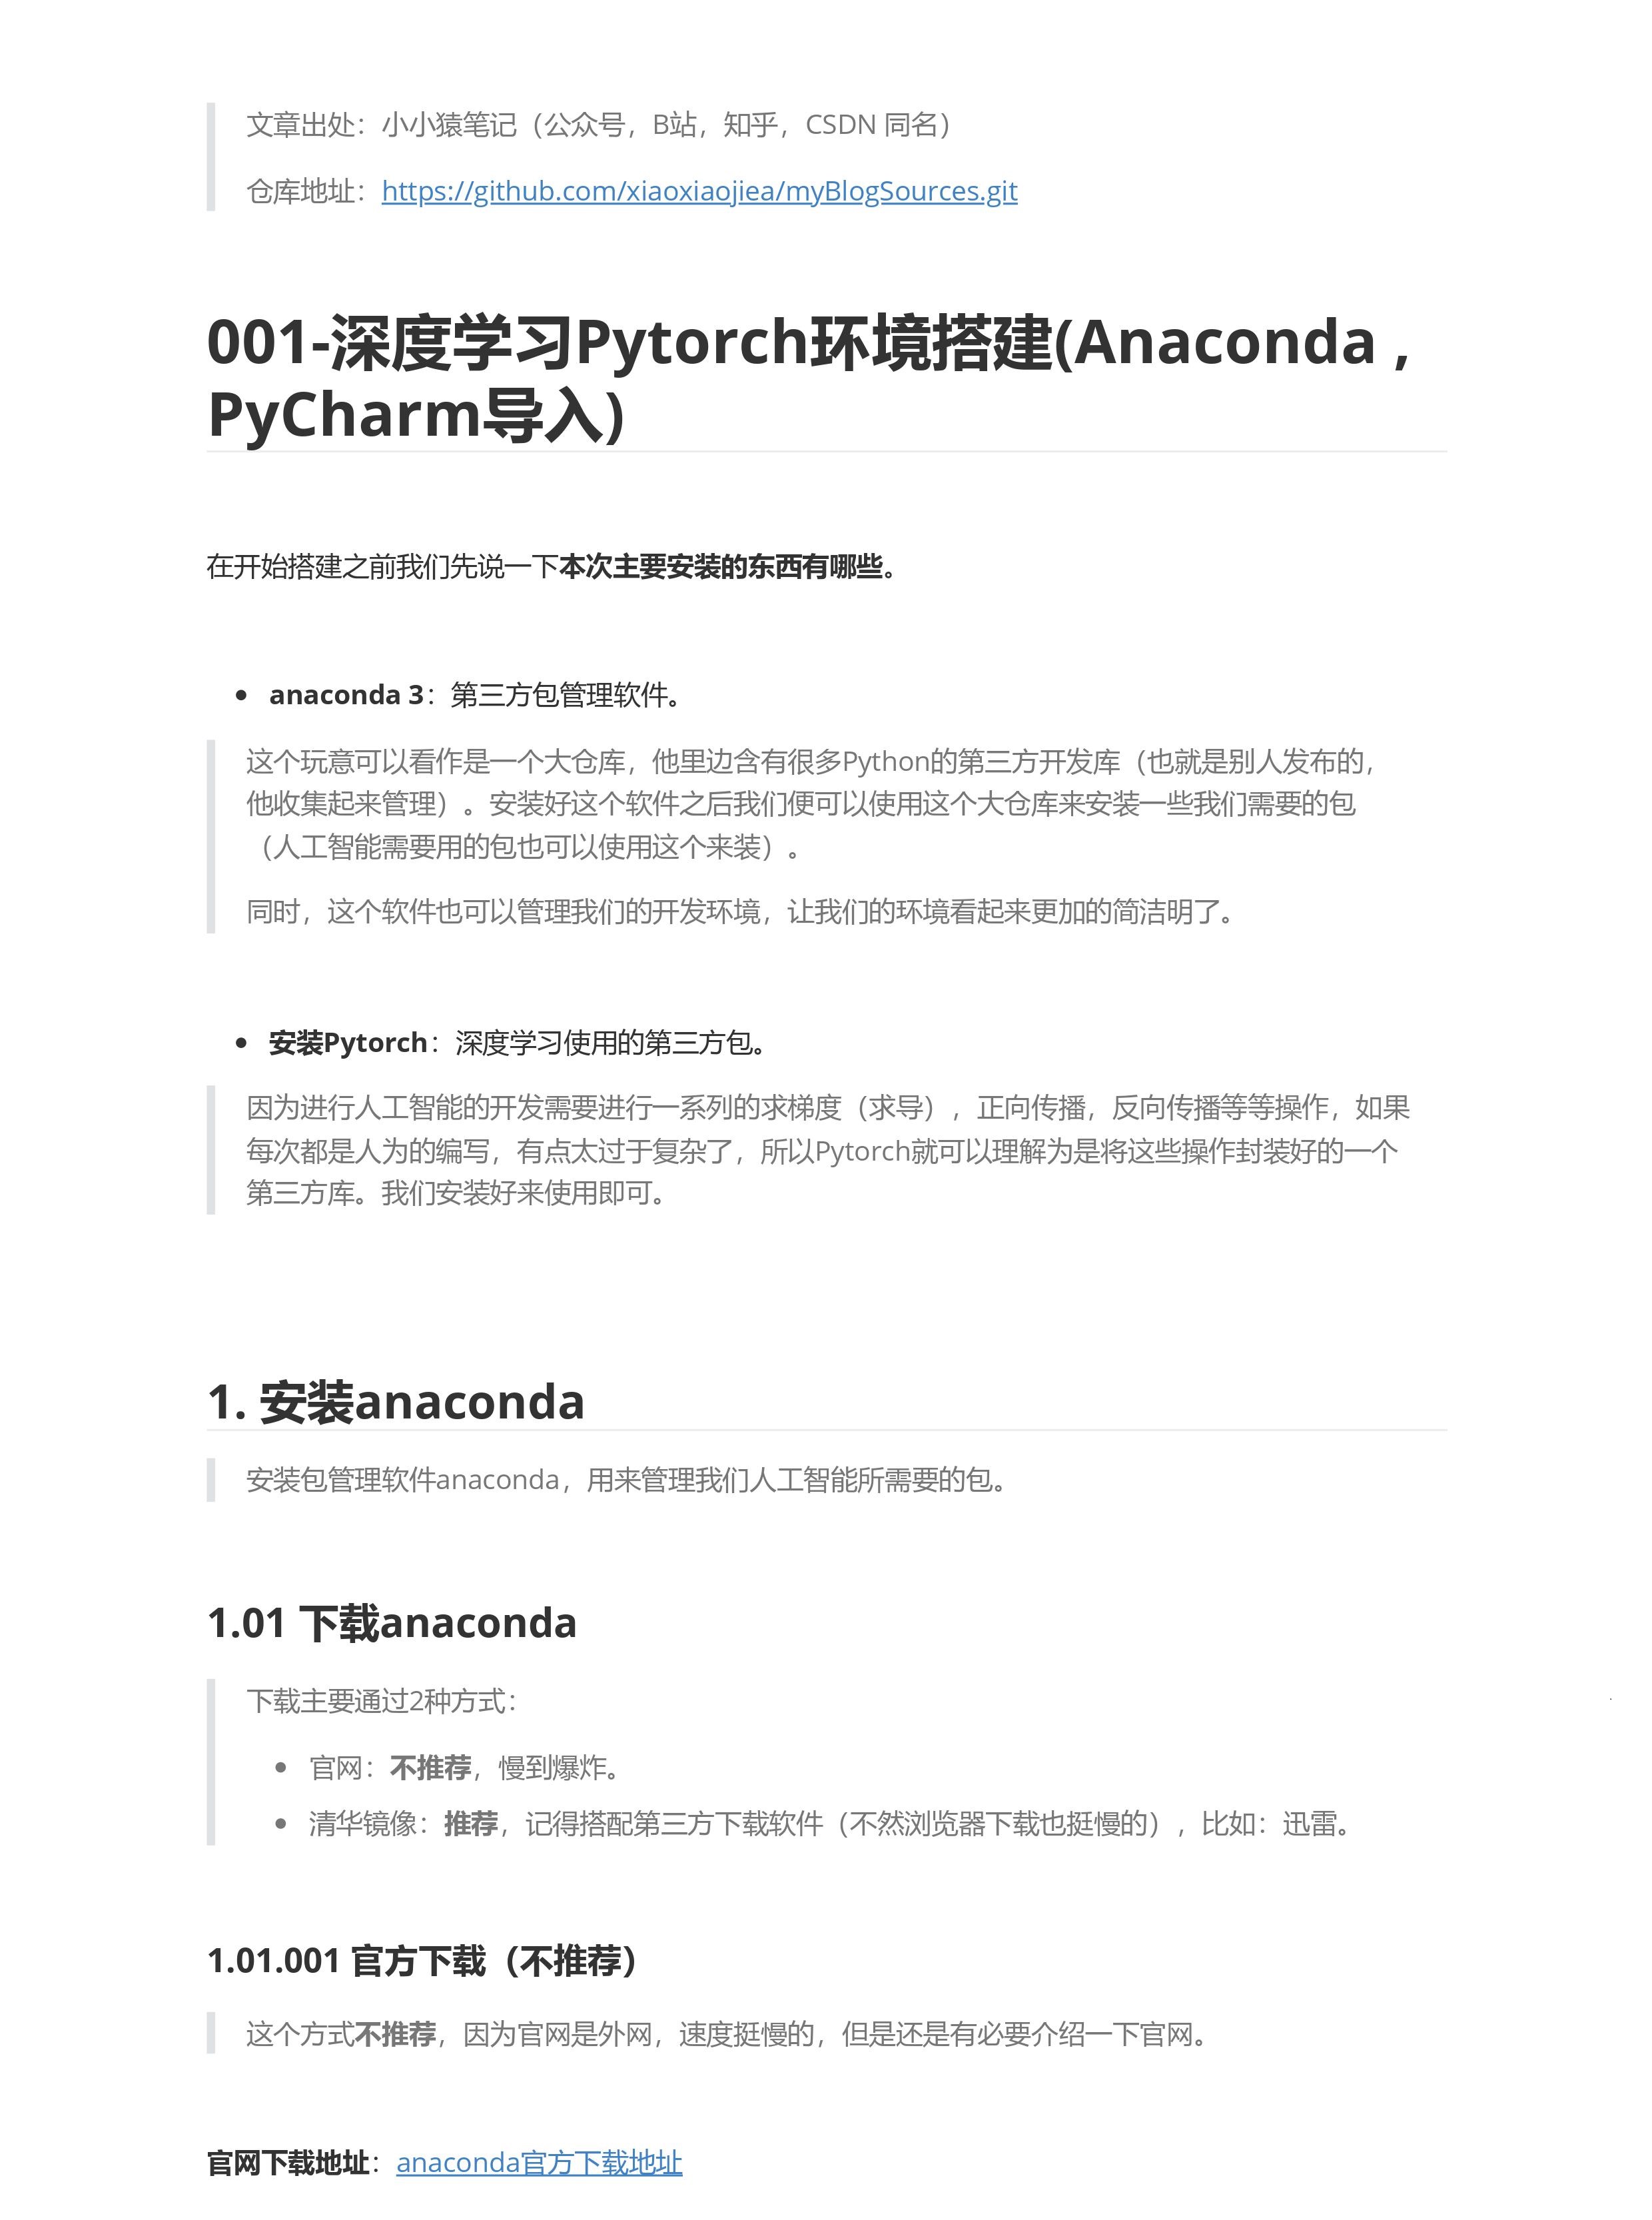 文章出处：小小猿笔记（公众号，B站，知乎，CSDN 同名）
仓库地址：https://github.com/xiaoxiaojiea/myBlogSources.git
001-深度学习Pytorch环境搭建(Anaconda ,
PyCharm导入)
在开始搭建之前我们先说一下本次主要安装的东西有哪些。
• anaconda 3：第三方包管理软件。
这个玩意可以看作是一个大仓库，他里边含有很多Python的第三方开发库（也就是别人发布的，
他收集起来管理）。安装好这个软件之后我们便可以使用这个大仓库来安装一些我们需要的包
（人工智能需要用的包也可以使用这个来装）。
同时，这个软件也可以管理我们的开发环境，让我们的环境看起来更加的简洁明了。
• 安装Pytorch：深度学习使用的第三方包。
因为进行人工智能的开发需要进行一系列的求梯度（求导），正向传播，反向传播等等操作，如果
每次都是人为的编写，有点太过于复杂了，所以Pytorch就可以理解为是将这些操作封装好的一个
第三方库。我们安装好来使用即可。
1. 安装anaconda
安装包管理软件anaconda，用来管理我们人工智能所需要的包。
1.01 下载anaconda
下载主要通过2种方式：
• 官网：不推荐，慢到爆炸。
• 清华镜像：推荐，记得搭配第三方下载软件（不然浏览器下载也挺慢的），比如：迅雷。
1.01.001 官方下载（不推荐）
这个方式不推荐，因为官网是外网，速度挺慢的，但是还是有必要介绍一下官网。
官网下载地址：anaconda官方下载地址